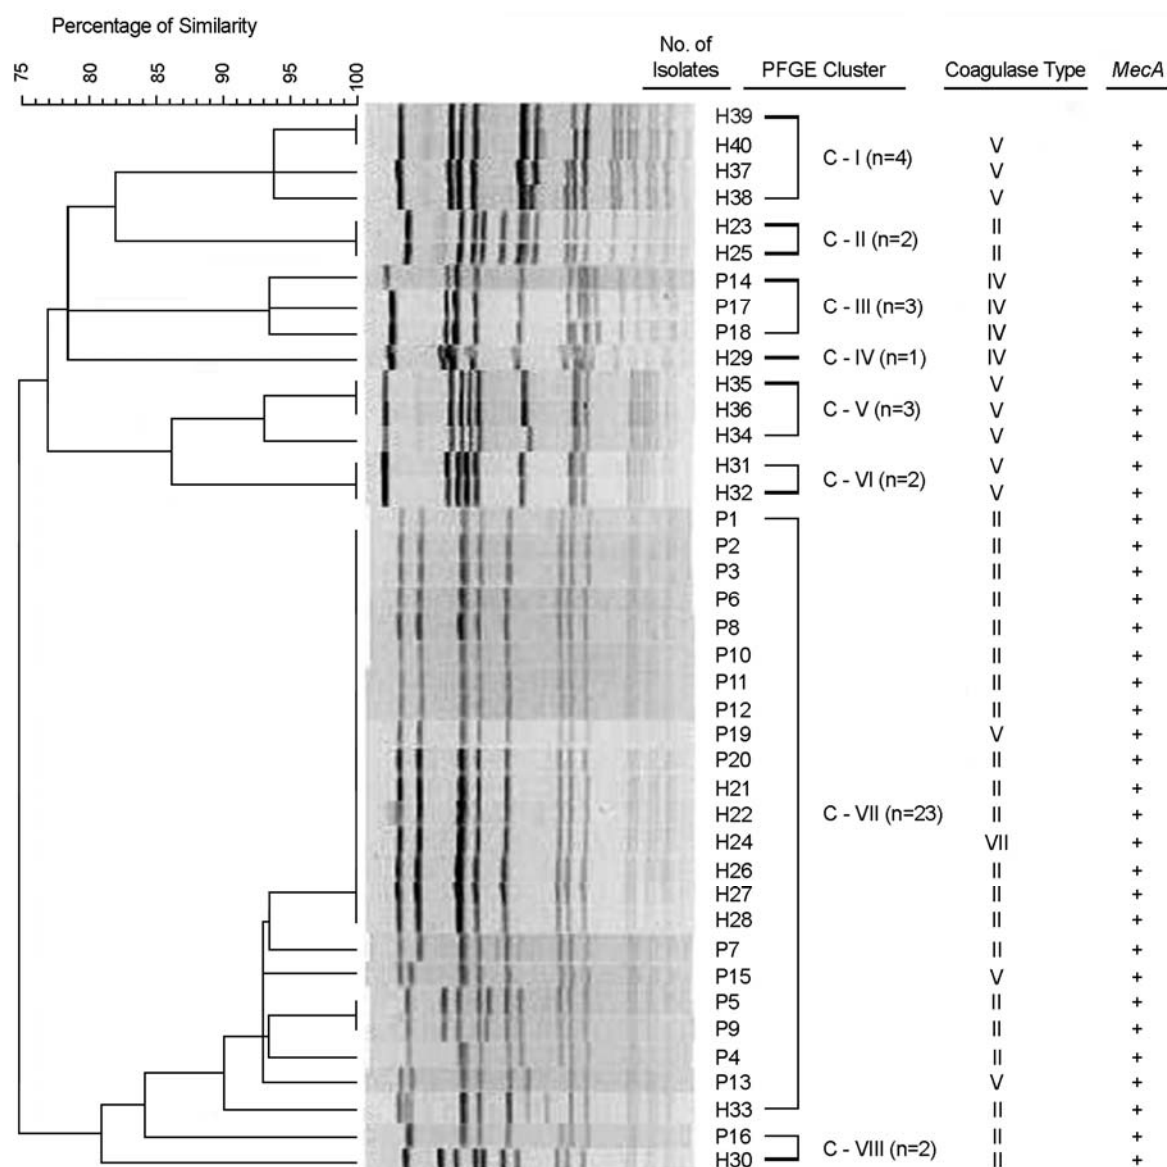 Percentage of Similarity
75 80 85 90 95 100
No. of Isolates PFGE Cluster Coagulase Type MecA
H39
H40 V +
C - I (n=4)
H37 V +
H38 V +
H23 II +
C - II (n=2)
H25 II +
P14 IV +
P17 C - III (n=3) IV +
P18 IV +
H29 C - IV (n=1) IV +
H35 V +
H36 C - V (n=3) V +
H34 V +
H31 V +
C - VI (n=2)
H32 V +
P1 II +
P2 II +
P3 II +
P6 II +
P8 II +
P10 II +
P11 II +
P12 II +
P19 V +
P20 II +
H21 II +
H22 C - VII (n=23) II +
H24 VII +
H26 II +
H27 II +
H28 II +
P7 II +
P15 V +
P5 II +
P9 II +
P4 II +
P13 V +
H33 II +
P16 II +
C - VIII (n=2)
H30 II +